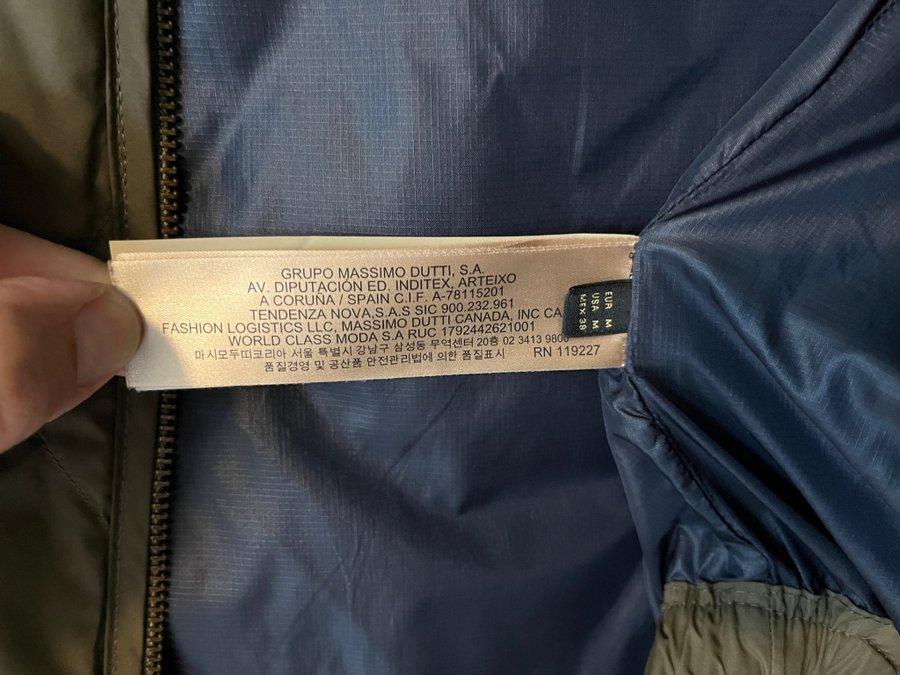 GRUPO MASSIMO DUTTI, S.A.
AV. DIPUTACIÓN ED. INDITEX, ARTEIXO
A CORUÑA / SPAIN C.I.F. A-78115201
TENDENZA NOVA,S.A.S SIC 900.232.961
FASHION LOGISTICS LLC, MASSIMO DUTTI CANADA, INC CA
WORLD CLASS MODA S.A RUC 1792442621001
마시모두띠코리아 서울 특별시 강남구 삼성동 무역센터 20층 02 3413 9800
품질경영 및 공산품 안전관리법에 의한 품질표시
RN 119227
EUR M
USA M
MEX 38